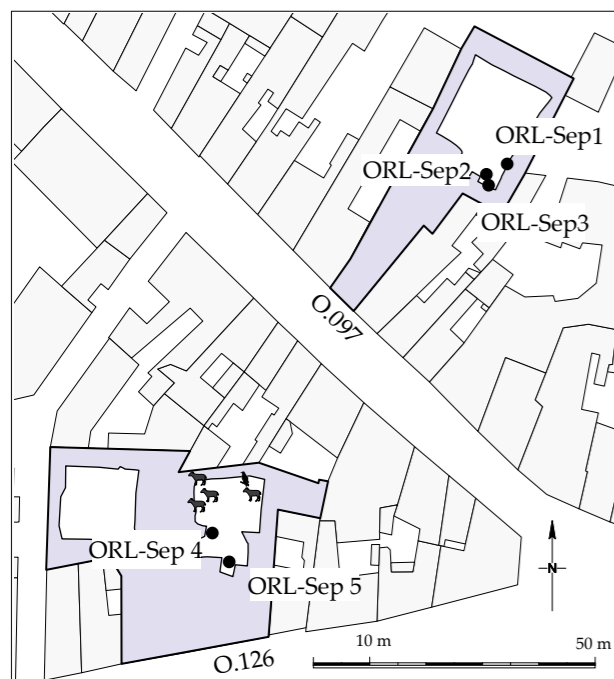 ORL-Sep1
ORL-Sep2
ORL-Sep3
O.097
ORL-Sep 4
ORL-Sep 5
N
O.126
10 m
50 m